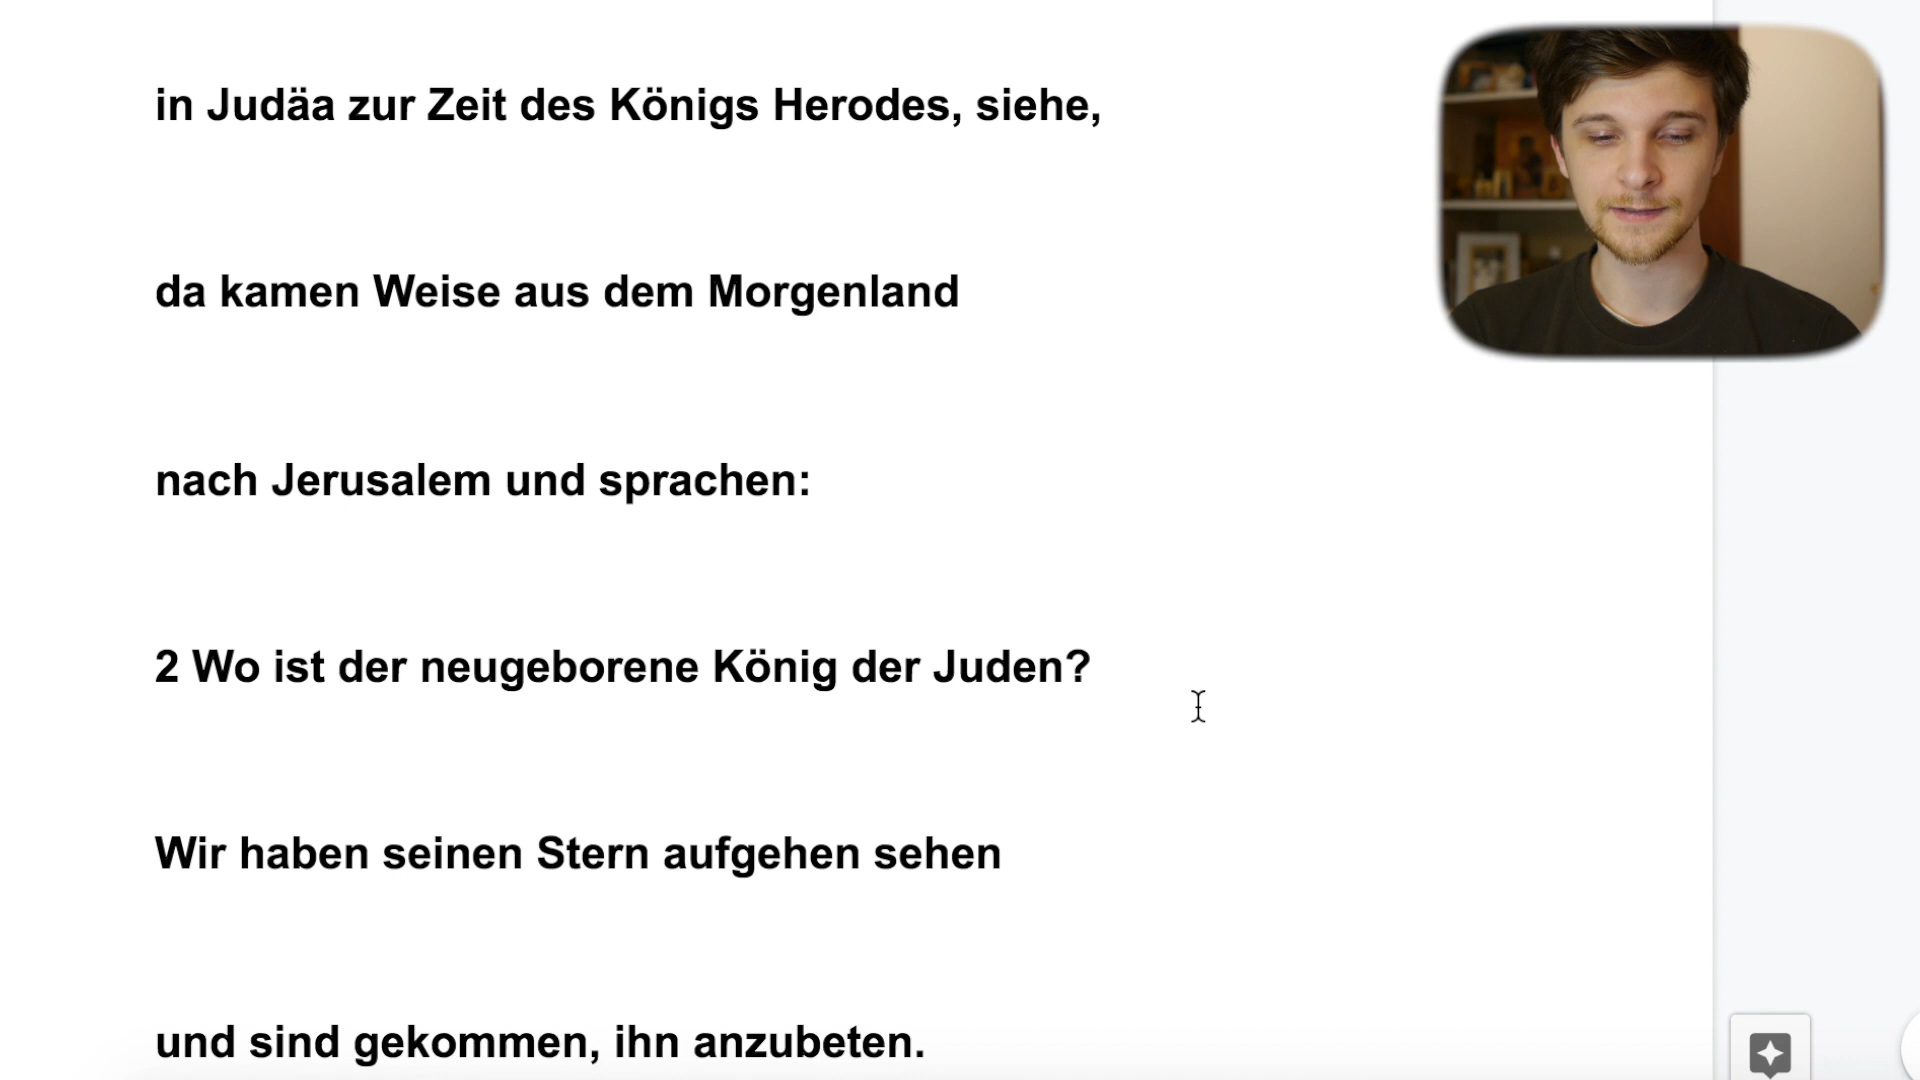 in Judäa zur Zeit des Königs Herodes, siehe,
da kamen Weise aus dem Morgenland
nach Jerusalem und sprachen:
2 Wo ist der neugeborene König der Juden?
Wir haben seinen Stern aufgehen sehen
und sind gekommen, ihn anzubeten.